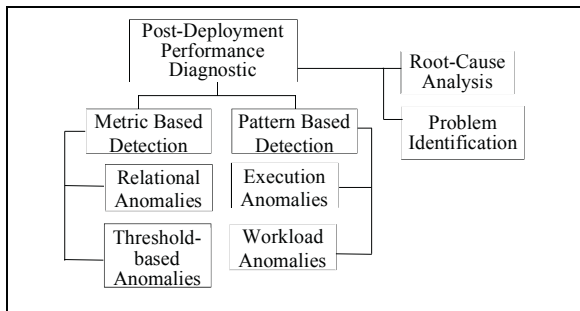 Post-Deployment
Performance
Diagnostic
Root-Cause
Analysis
Metric Based
Detection
Pattern Based
Detection
Problem
Identification
Relational
Anomalies
Execution
Anomalies
Threshold-
based
Anomalies
Workload
Anomalies